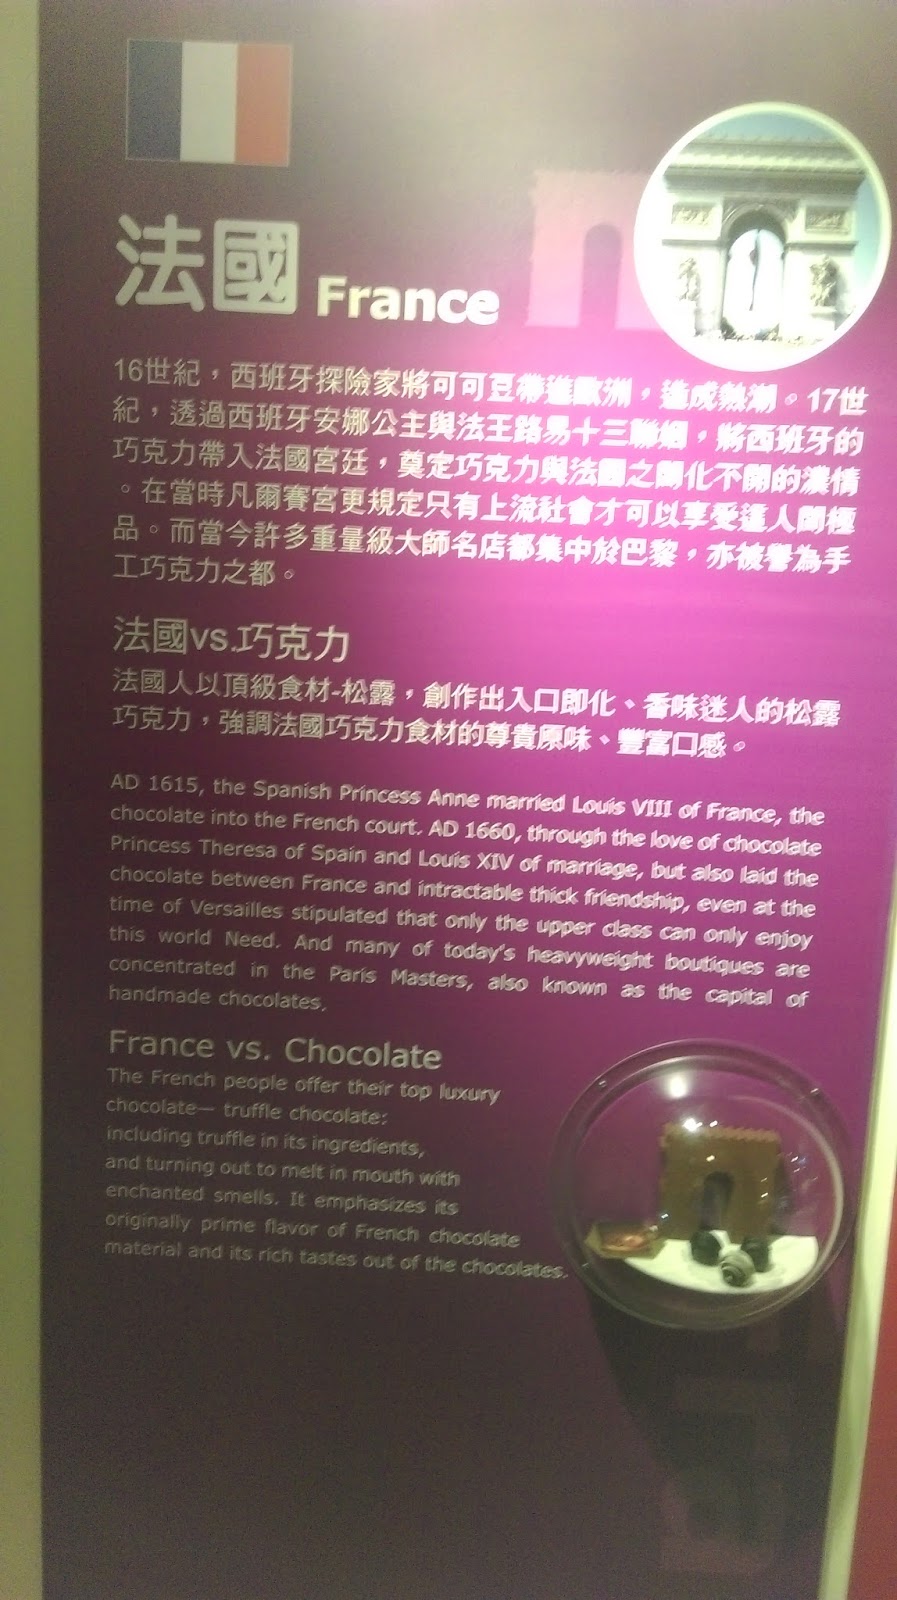 法國 France
16世紀，西班牙探險家將可可豆帶進歐洲，造成熱潮。17世
紀，透過西班牙安娜公主與法王路易十三聯姻，將西班牙的
巧克力帶入法國宮廷，奠定巧克力與法國之間化不開的濃情
。在當時凡爾賽宮更規定只有上流社會才可以享受這人間極
品。而當今許多重量級大師名店都集中於巴黎，亦被譽為手
工巧克力之都。
法國vs.巧克力
法國人以頂級食材-松露，創作出入口即化、香味迷人的松露
巧克力，強調法國巧克力食材的尊貴原味、豐富口感。
AD 1615, the Spanish Princess Anne married Louis VIII of France, the
chocolate into the French court. AD 1660, through the love of chocolate
Princess Theresa of Spain and Louis XIV of marriage, but also laid the
chocolate between France and intractable thick friendship, even at the
time of Versailles stipulated that only the upper class can only enjoy
this world Need. And many of today's heavyweight boutiques are
concentrated in the Paris Masters, also known as the capital of
handmade chocolates.
France vs. Chocolate
The French people offer their top luxury
chocolate— truffle chocolate:
including truffle in its ingredients,
and turning out to melt in mouth with
enchanted smells. It emphasizes its
originally prime flavor of French chocolate
material and its rich tastes out of the chocolates.